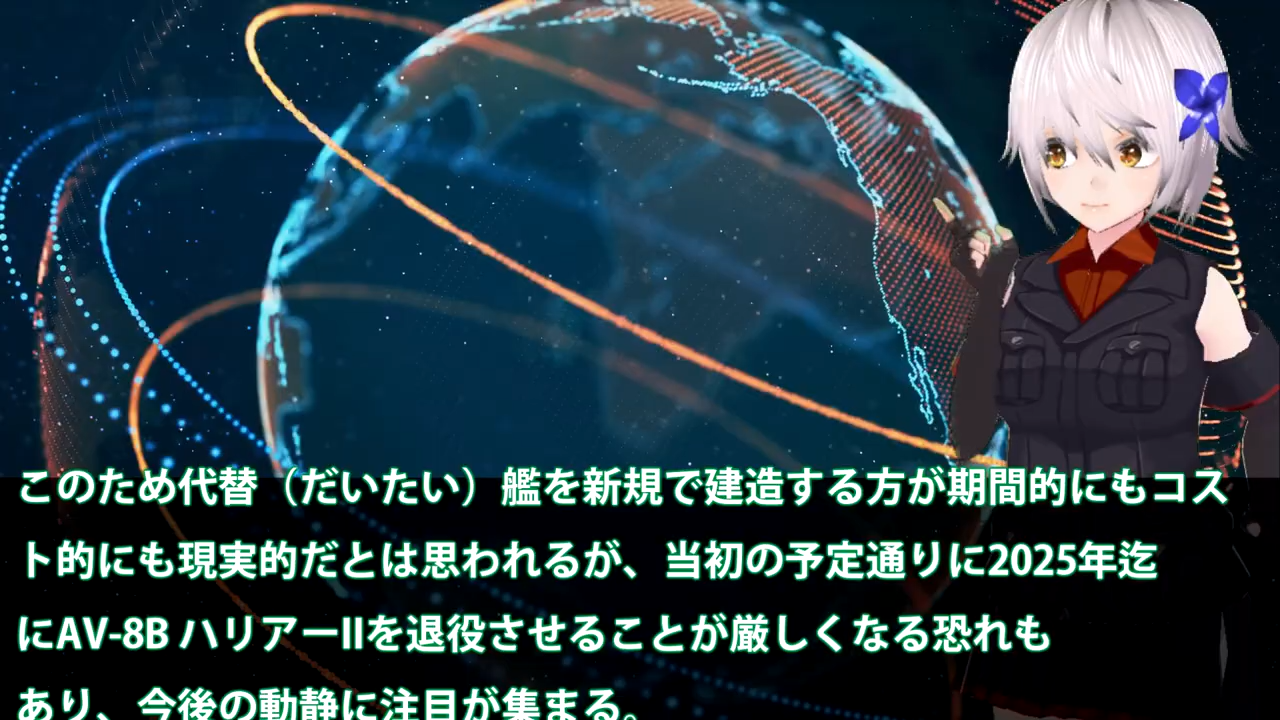 このため代替（だいたい）艦を新規で建造する方が期間的にもコス
ト的にも現実的だとは思われるが、当初の予定通りに2025年迄
にAV-8B ハリアーIIを退役させることが厳しくなる恐れも
あり、今後の動静に注目が集まる。